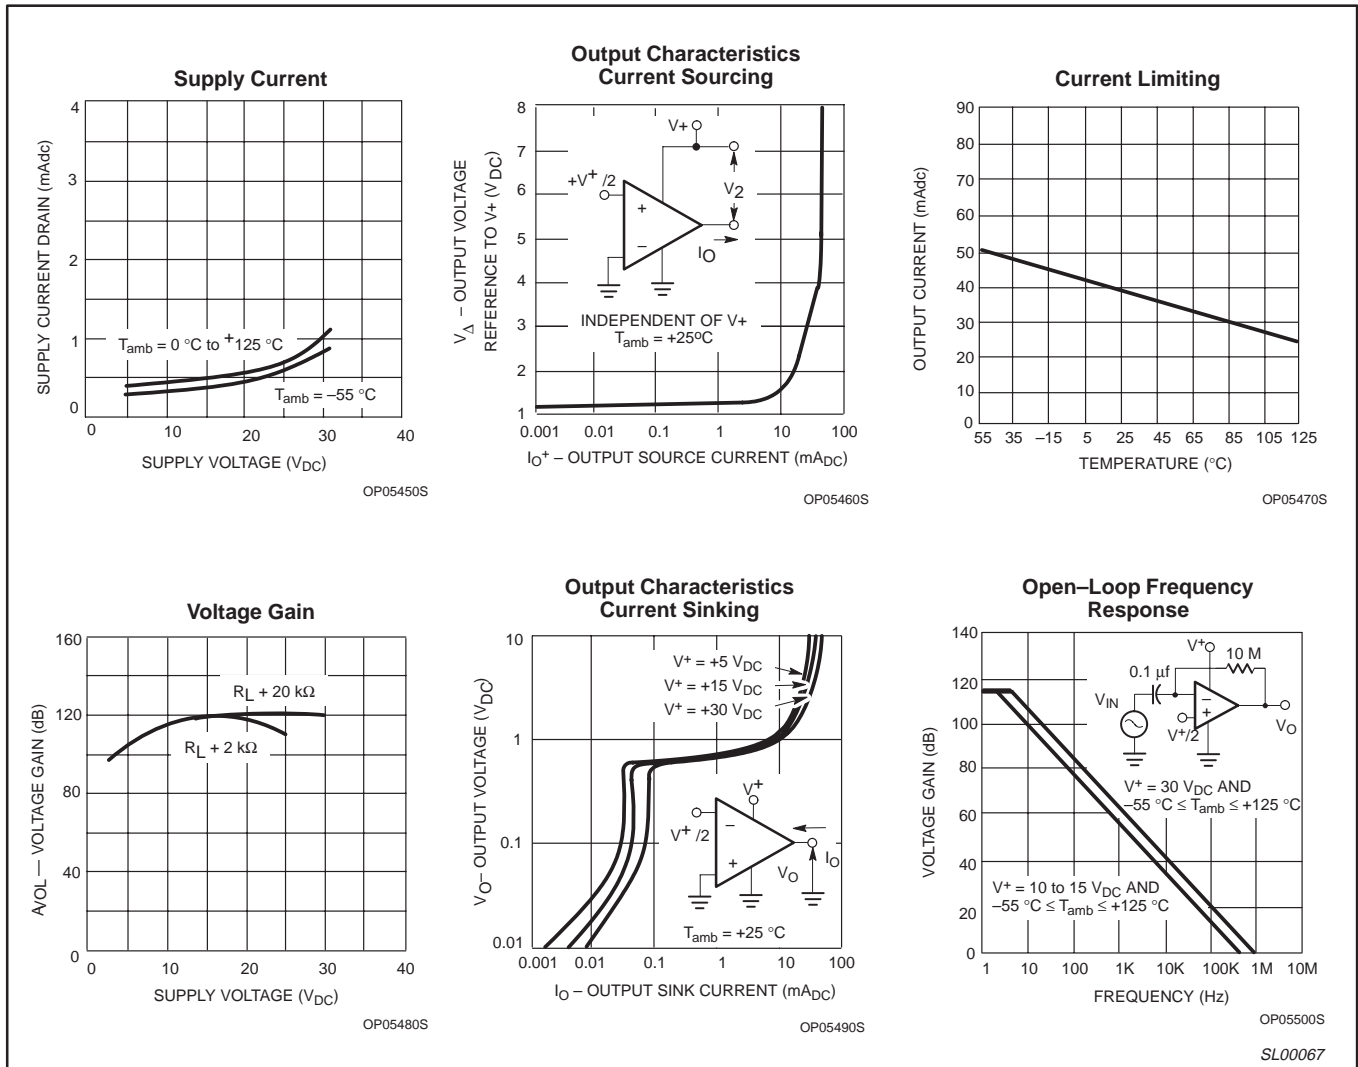 Supply Current
4
3
2
1
0
SUPPLY CURRENT DRAIN (mAdc)
Tamb = 0 °C to +125 °C
Tamb = –55 °C
0 10 20 30 40
SUPPLY VOLTAGE (VDC)
OP05450S
Output Characteristics
Current Sourcing
8
7
6
5
4
3
2
1
V∆ – OUTPUT VOLTAGE
REFERENCE TO V+ (VDC)
V+
+V+ /2
V2
+
–
IO
INDEPENDENT OF V+
Tamb = +25ºC
0.001 0.01 0.1 1 10 100
IO+ – OUTPUT SOURCE CURRENT (mADC)
OP05460S
Current Limiting
90
80
70
60
50
40
30
20
10
0
OUTPUT CURRENT (mAdc)
55 35 –15 5 25 45 65 85 105 125
TEMPERATURE (°C)
OP05470S
Voltage Gain
160
120
80
40
0
AVOL — VOLTAGE GAIN (dB)
RL + 20 kΩ
RL + 2 kΩ
0 10 20 30 40
SUPPLY VOLTAGE (VDC)
OP05480S
Output Characteristics
Current Sinking
10
1
0.1
0.01
VO– OUTPUT VOLTAGE (VDC)
V+ = +5 VDC
V+ = +15 VDC
V+ = +30 VDC
V+
V+ /2
–
+
VO
IO
Tamb = +25 °C
0.001 0.01 0.1 1 10 100
IO – OUTPUT SINK CURRENT (mADC)
OP05490S
Open–Loop Frequency
Response
140
120
100
80
60
40
20
0
VOLTAGE GAIN (dB)
V+
10 M
0.1 µf
VIN
–
+
V+/2
VO
V+ = 30 VDC AND
–55 °C ≤ Tamb ≤ +125 °C
V+ = 10 to 15 VDC AND
–55 °C ≤ Tamb ≤ +125 °C
1 10 100 1K 10K 100K 1M 10M
FREQUENCY (Hz)
OP05500S
SL00067